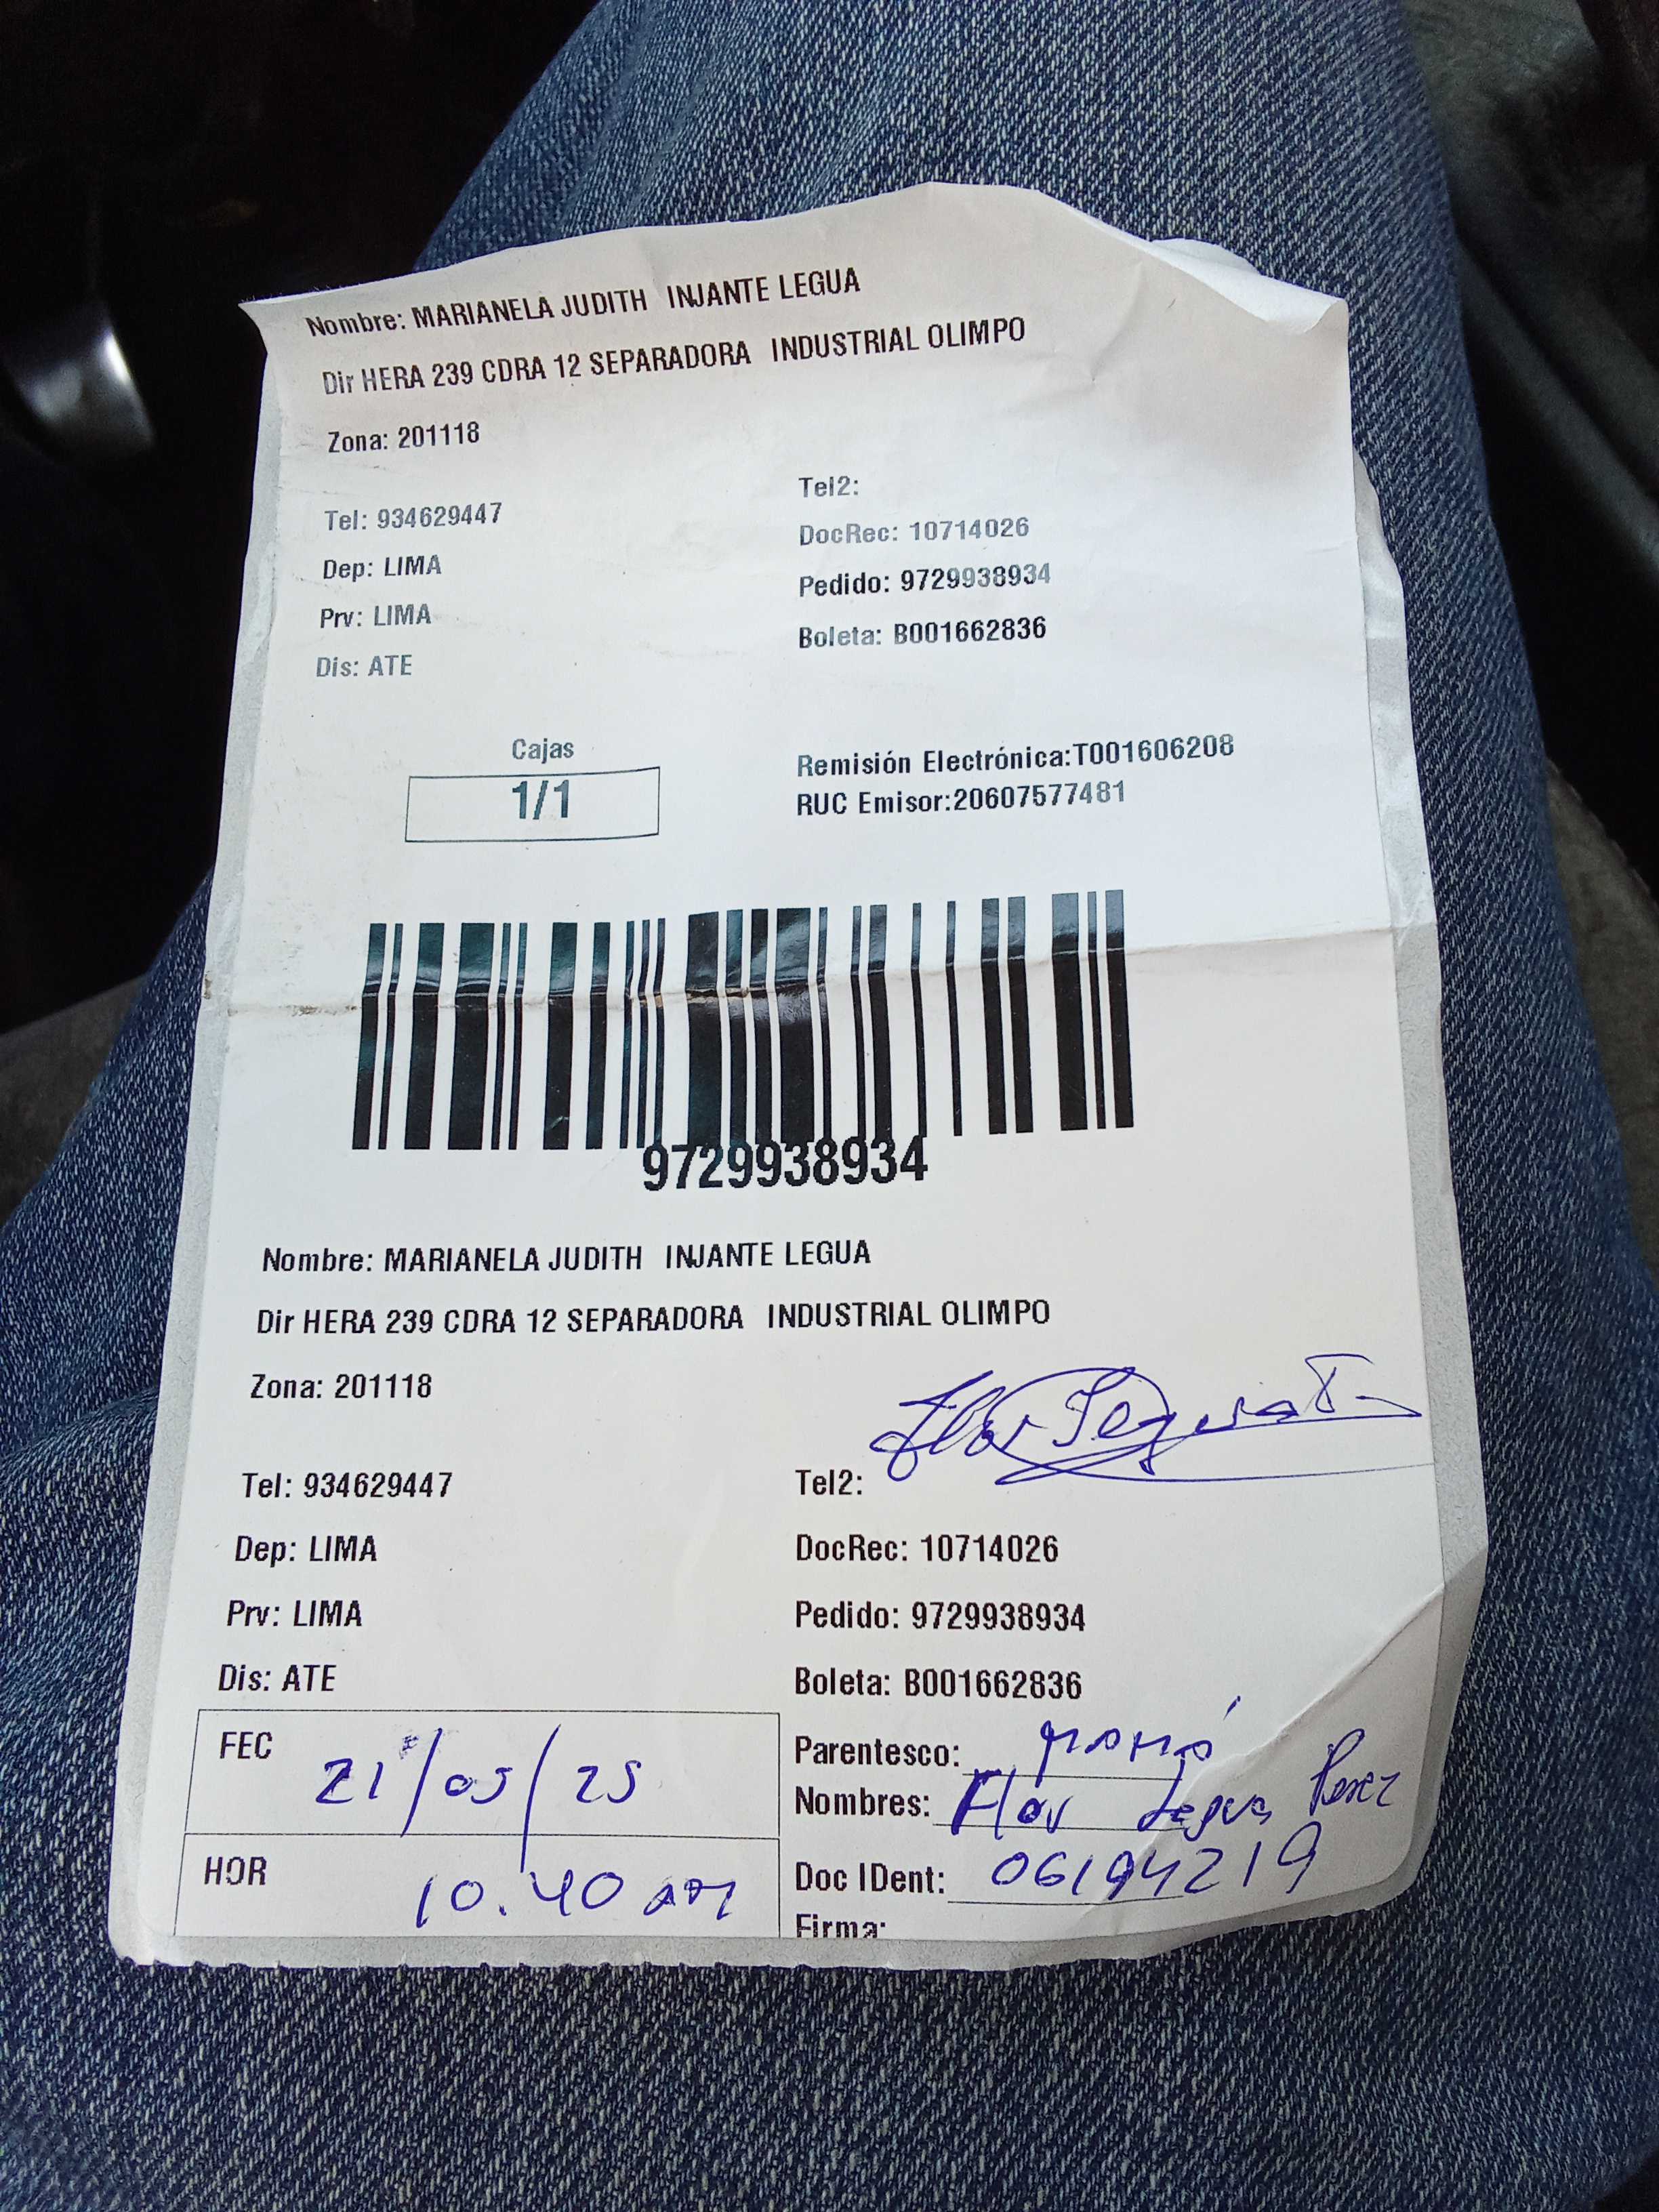 Nombre: MARIANELA JUDITH INJANTE LEGUA
Dir HERA 239 CDRA 12 SEPARADORA INDUSTRIAL OLIMPO
Zona: 201118
Tel2:
Tel: 934629447
DocRec: 10714026
Dep: LIMA
Pedido: 9729938934
Prv: LIMA
Boleta: B001662836
Dis: ATE
Cajas
1/1
Remisión Electrónica:T001606208
RUC Emisor:20607577481
9729938934
Nombre: MARIANELA JUDITH INJANTE LEGUA
Dir HERA 239 CDRA 12 SEPARADORA INDUSTRIAL OLIMPO
Zona: 201118
Tel: 934629447
Tel2:
Dep: LIMA
DocRec: 10714026
Prv: LIMA
Pedido: 9729938934
Dis: ATE
Boleta: B001662836
FEC 21/05/25
Parentesco: mamá
Nombres: Flor Legua Perez
HOR 10.40 am
Doc IDent: 06194219
Firma: